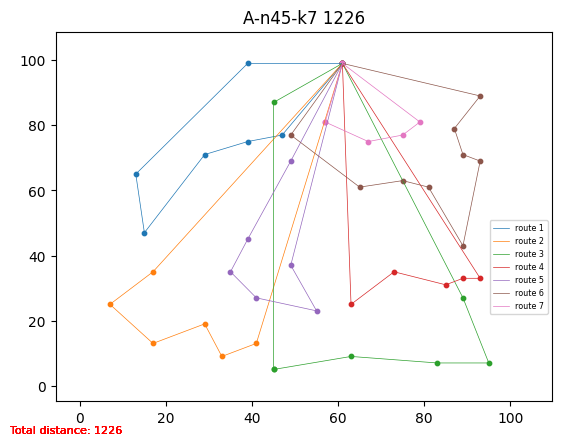 A-n45-k7 1226
100
80
60
40
20
0
0 20 40 60 80 100
route 1
route 2
route 3
route 4
route 5
route 6
route 7
Total distance: 1226